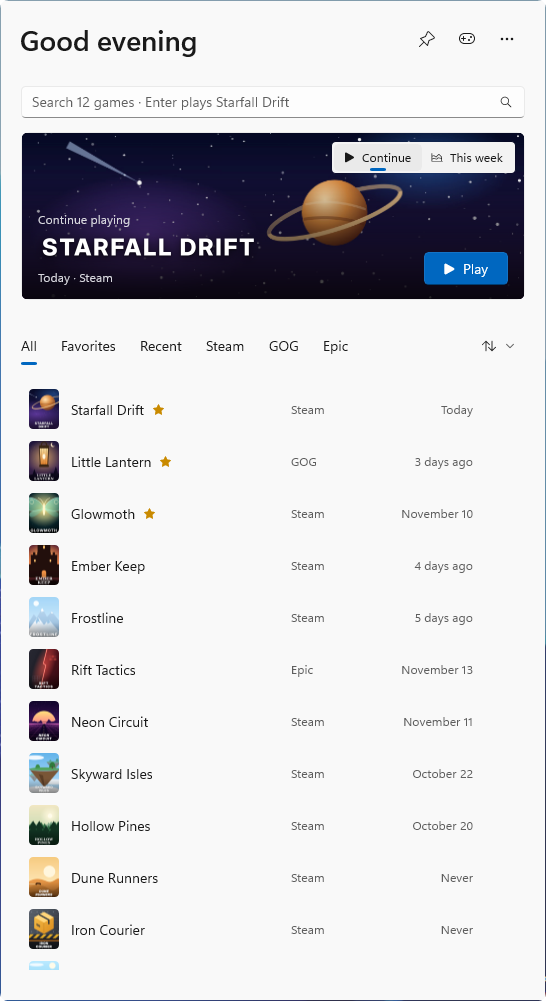 Good evening
Search 12 games · Enter plays Starfall Drift
Continue
This week
Continue playing
STARFALL DRIFT
Today · Steam
Play
All Favorites Recent Steam GOG Epic
Starfall Drift Steam Today
Little Lantern GOG 3 days ago
Glowmoth Steam November 10
Ember Keep Steam 4 days ago
Frostline Steam 5 days ago
Rift Tactics Epic November 13
Neon Circuit Steam November 11
Skyward Isles Steam October 22
Hollow Pines Steam October 20
Dune Runners Steam Never
Iron Courier Steam Never